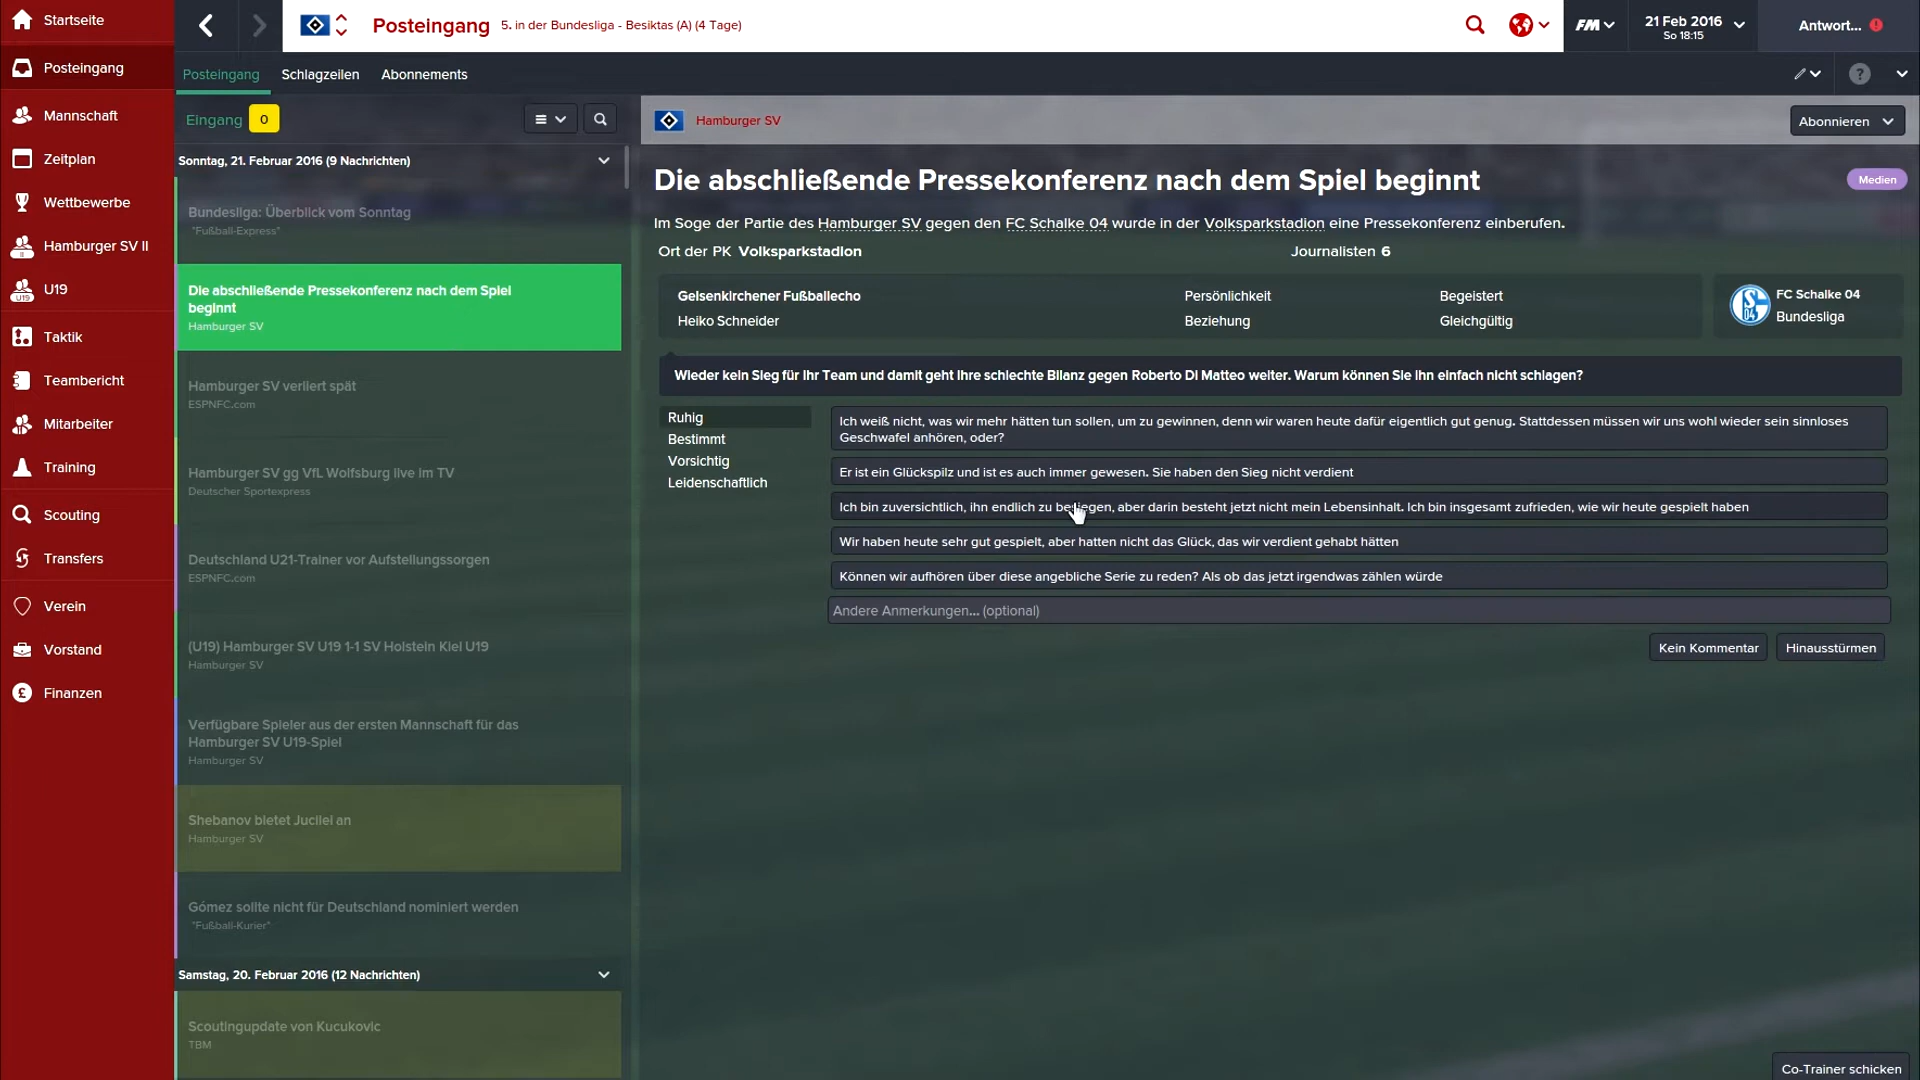 Startseite
Posteingang
Mannschaft
Zeitplan
Wettbewerbe
Hamburger SV II
U19
Taktik
Teambericht
Mitarbeiter
Training
Scouting
Transfers
Verein
Vorstand
Finanzen
Posteingang 5. in der Bundesliga - Besiktas (A) (4 Tage)
FM
21 Feb 2016
So 18:15
Antwort...
Posteingang Schlagzeilen Abonnements
Eingang 0
Sonntag, 21. Februar 2016 (9 Nachrichten)
Bundesliga: Überblick vom Sonntag
"Fußball-Express"
Die abschließende Pressekonferenz nach dem Spiel
beginnt
Hamburger SV
Hamburger SV verliert spät
ESPNFC.com
Hamburger SV gg VfL Wolfsburg live im TV
Deutscher Sportexpress
Deutschland U21-Trainer vor Aufstellungssorgen
ESPNFC.com
(U19) Hamburger SV U19 1-1 SV Holstein Kiel U19
Hamburger SV
Verfügbare Spieler aus der ersten Mannschaft für das
Hamburger SV U19-Spiel
Hamburger SV
Shebanov bietet Jucilei an
Hamburger SV
Gómez sollte nicht für Deutschland nominiert werden
"Fußball-Kurier"
Samstag, 20. Februar 2016 (12 Nachrichten)
Scoutingupdate von Kucukovic
TBM
Hamburger SV
Abonnieren
Die abschließende Pressekonferenz nach dem Spiel beginnt
Medien
Im Soge der Partie des Hamburger SV gegen den FC Schalke 04 wurde in der Volksparkstadion eine Pressekonferenz einberufen.
Ort der PK Volksparkstadion
Journalisten 6
Gelsenkirchener Fußballecho
Persönlichkeit
Begeistert
Heiko Schneider
Beziehung
Gleichgültig
FC Schalke 04
Bundesliga
Wieder kein Sieg für Ihr Team und damit geht Ihre schlechte Bilanz gegen Roberto Di Matteo weiter. Warum können Sie ihn einfach nicht schlagen?
Ruhig
Bestimmt
Vorsichtig
Leidenschaftlich
Ich weiß nicht, was wir mehr hätten tun sollen, um zu gewinnen, denn wir waren heute dafür eigentlich gut genug. Stattdessen müssen wir uns wohl wieder sein sinnloses
Geschwafel anhören, oder?
Er ist ein Glückspilz und ist es auch immer gewesen. Sie haben den Sieg nicht verdient
Ich bin zuversichtlich, ihn endlich zu besiegen, aber darin besteht jetzt nicht mein Lebensinhalt. Ich bin insgesamt zufrieden, wie wir heute gespielt haben
Wir haben heute sehr gut gespielt, aber hatten nicht das Glück, das wir verdient gehabt hätten
Können wir aufhören über diese angebliche Serie zu reden? Als ob das jetzt irgendwas zählen würde
Andere Anmerkungen... (optional)
Kein Kommentar
Hinausstürmen
Co-Trainer schicken